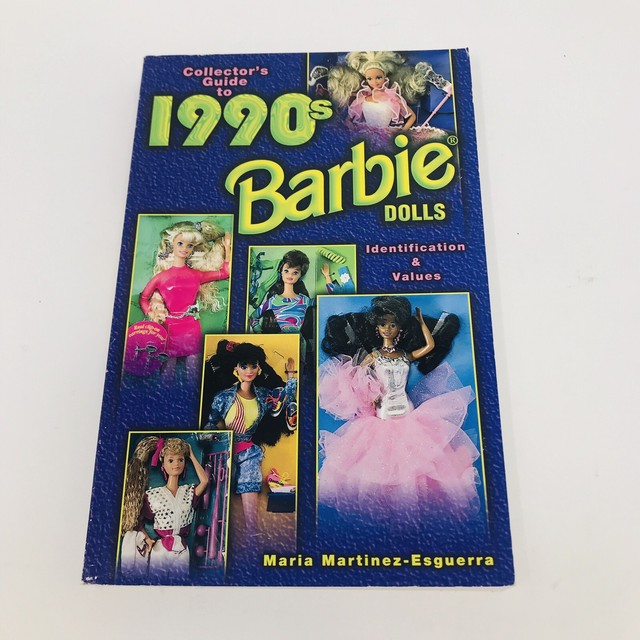 Collector's
Guide
to
1990s
Barbie®
DOLLS
Identification
&
Values
Maria Martinez-Esguerra